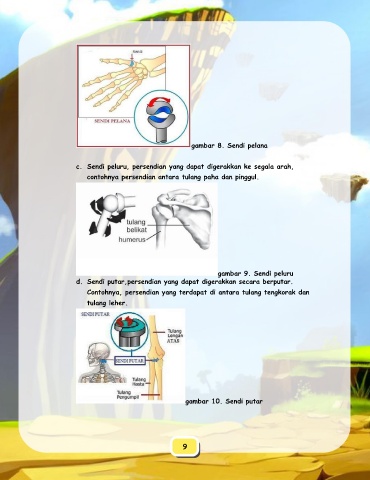 SENDI PELANA
gambar 8. Sendi pelana
c. Sendi peluru, persendian yang dapat digerakkan ke segala arah,
contohnya persendian antara tulang paha dan pinggul.
tulang
belikat
humerus
gambar 9. Sendi peluru
d. Sendi putar,persendian yang dapat digerakkan secara berputar.
Contohnya, persendian yang terdapat di antara tulang tengkorak dan
tulang leher.
SENDI PUTAR
Tulang
Lengan
ATAS
SENDI PUTAR
Tulang
Hasta
Tulang
Pengumpil
gambar 10. Sendi putar
9